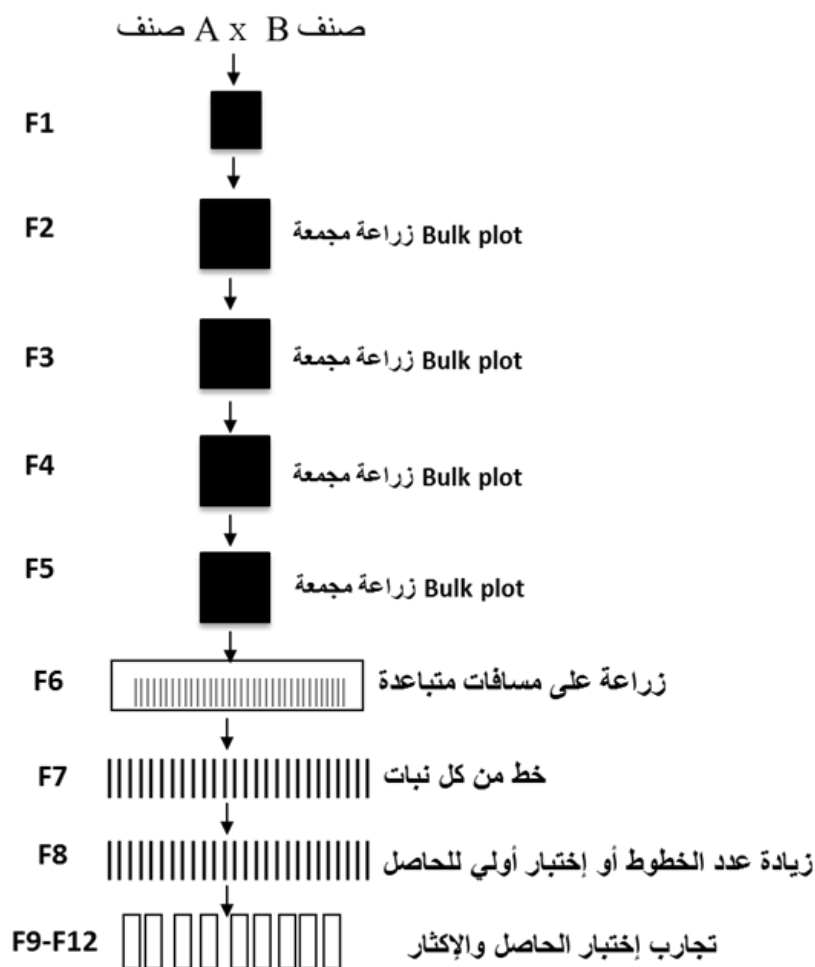 صنف A x B صنف
F1
F2 زراعة مجمعة Bulk plot
F3 زراعة مجمعة Bulk plot
F4 زراعة مجمعة Bulk plot
F5 زراعة مجمعة Bulk plot
F6 زراعة على مسافات متباعدة
F7 خط من كل نبات
F8 زيادة عدد الخطوط أو إختبار أولي للحاصل
F9-F12 تجارب إختبار الحاصل والإكثار